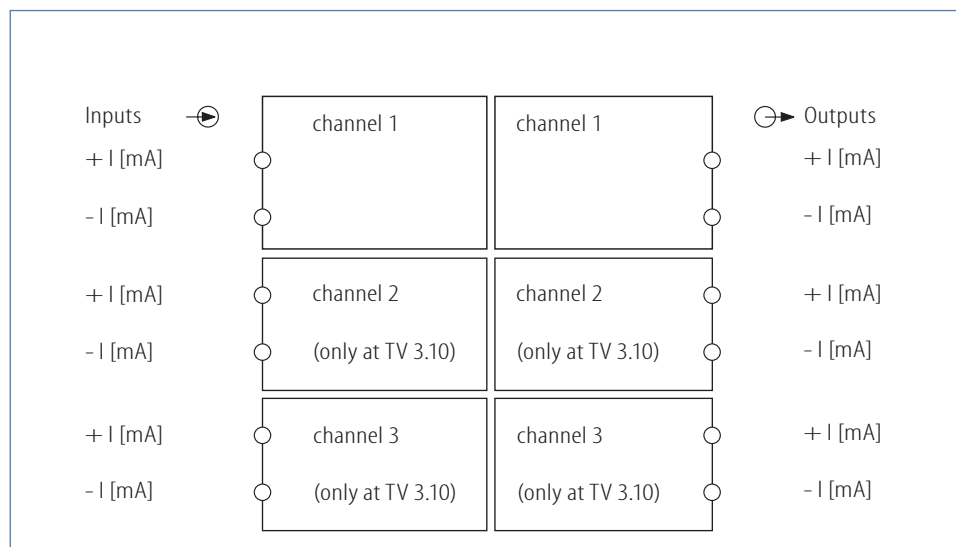 Inputs channel 1 channel 1 Outputs
+ I [mA] + I [mA]
- I [mA] - I [mA]
+ I [mA] channel 2 channel 2 + I [mA]
- I [mA] (only at TV 3.10) (only at TV 3.10) - I [mA]
+ I [mA] channel 3 channel 3 + I [mA]
- I [mA] (only at TV 3.10) (only at TV 3.10) - I [mA]